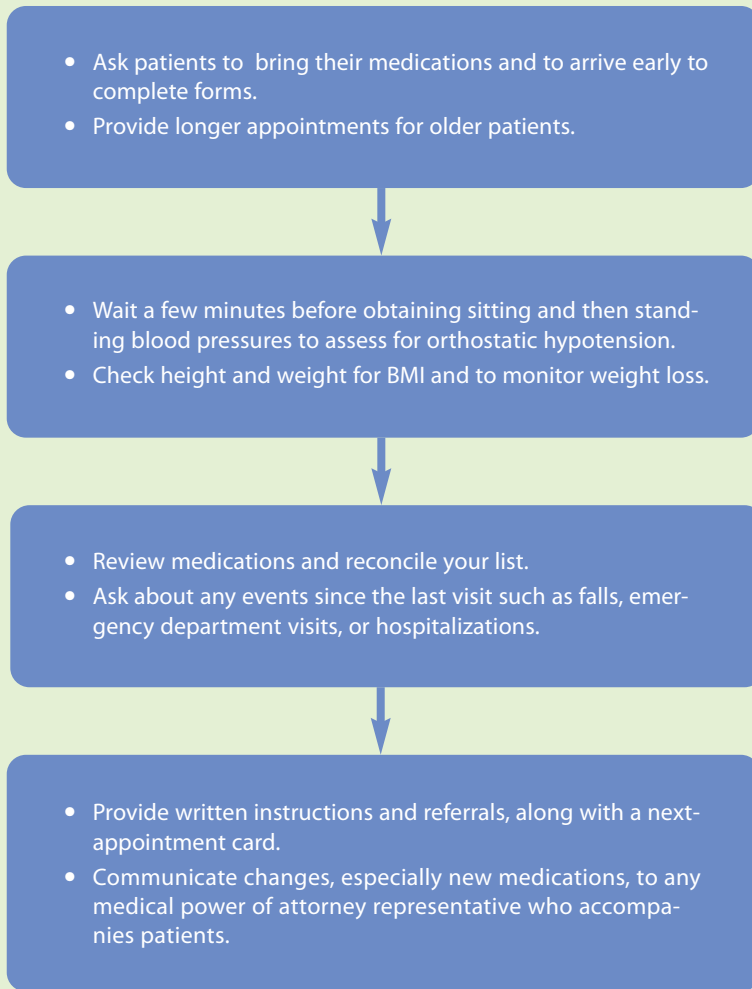 • Ask patients to  bring their medications and to arrive early to
complete forms.
• Provide longer appointments for older patients.
• Wait a few minutes before obtaining sitting and then stand-
ing blood pressures to assess for orthostatic hypotension.
• Check height and weight for BMI and to monitor weight loss.
• Review medications and reconcile your list.
• Ask about any events since the last visit such as falls, emer-
gency department visits, or hospitalizations.
• Provide written instructions and referrals, along with a next-
appointment card.
• Communicate changes, especially new medications, to any
medical power of attorney representative who accompa-
nies patients.